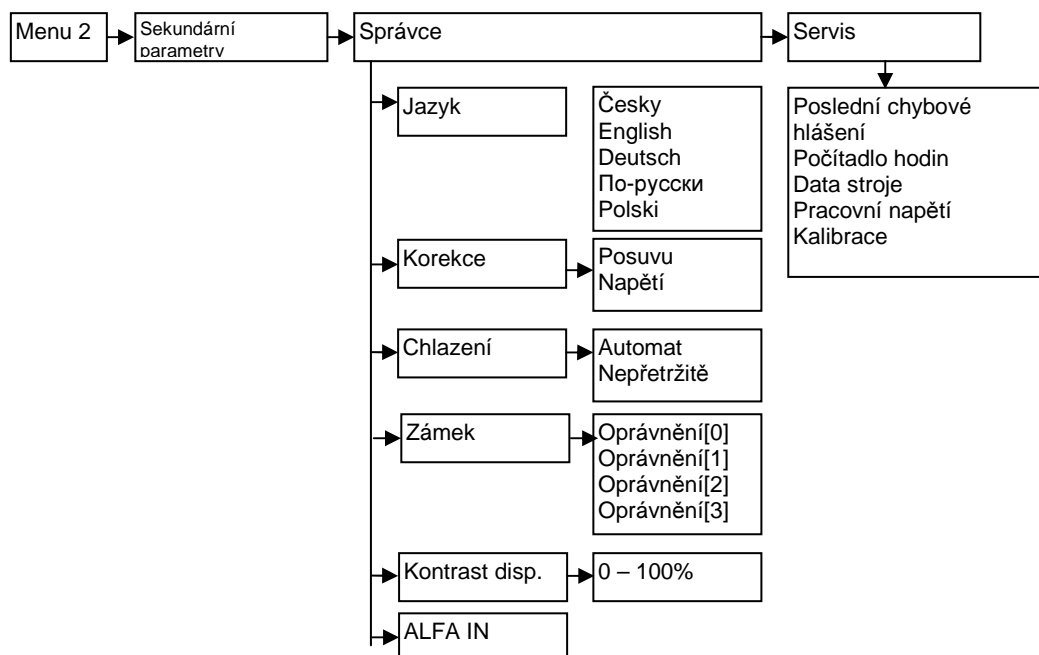 Menu 2
Sekundární
parametry
Správce
Servis
Jazyk
Česky
English
Deutsch
По-русски
Polski
Poslední chybové
hlášení
Počítadlo hodin
Data stroje
Pracovní napětí
Kalibrace
Korekce
Posuvu
Napětí
Chlazení
Automat
Nepřetržitě
Zámek
Oprávnění[0]
Oprávnění[1]
Oprávnění[2]
Oprávnění[3]
Kontrast disp.
0 – 100%
ALFA IN